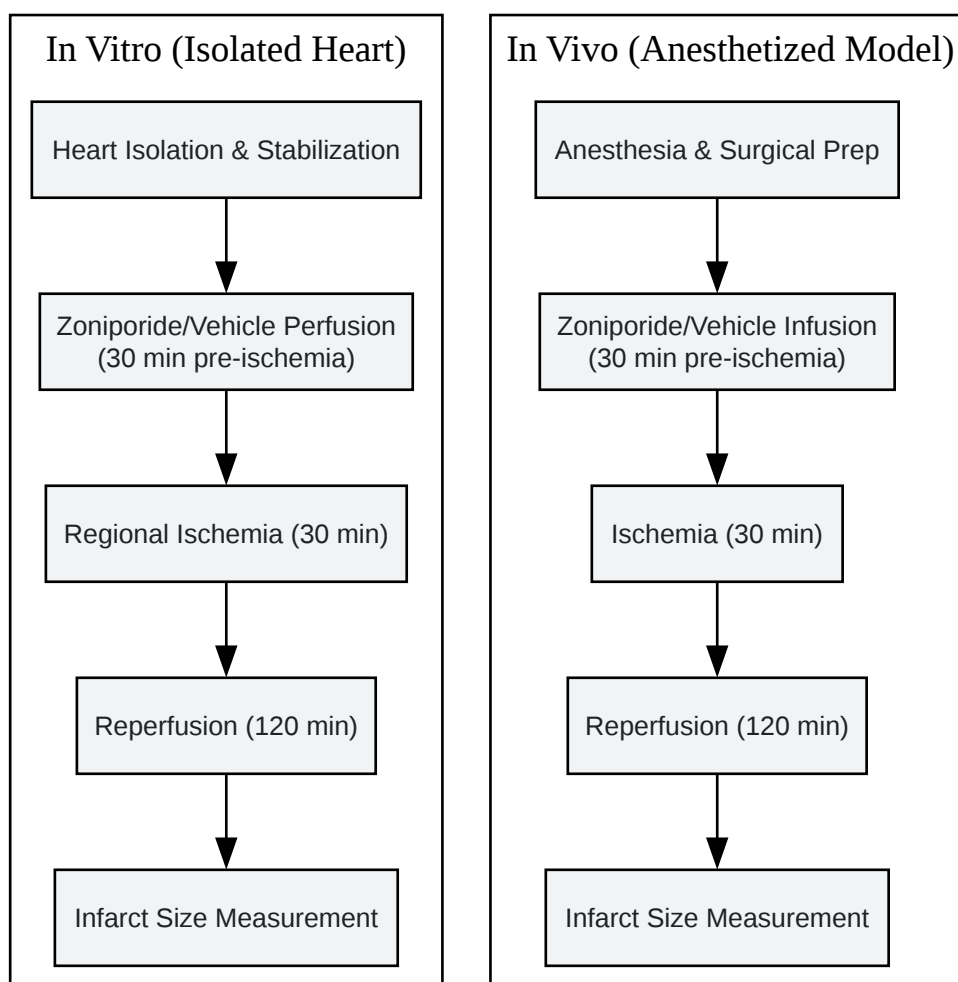 In Vitro (Isolated Heart)
Heart Isolation & Stabilization
Zoniporide/Vehicle Perfusion
(30 min pre-ischemia)
Regional Ischemia (30 min)
Reperfusion (120 min)
Infarct Size Measurement
In Vivo (Anesthetized Model)
Anesthesia & Surgical Prep
Zoniporide/Vehicle Infusion
(30 min pre-ischemia)
Ischemia (30 min)
Reperfusion (120 min)
Infarct Size Measurement